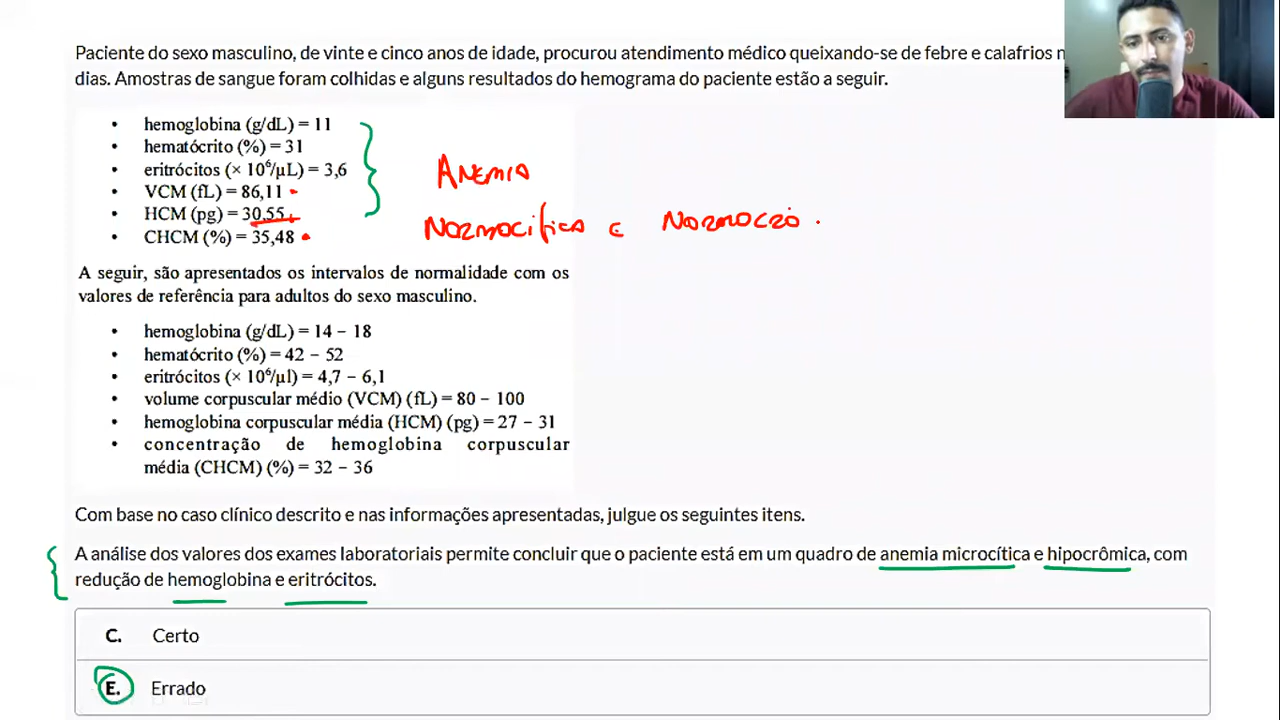 Paciente do sexo masculino, de vinte e cinco anos de idade, procurou atendimento médico queixando-se de febre e calafrios
dias. Amostras de sangue foram colhidas e alguns resultados do hemograma do paciente estão a seguir.
• hemoglobina (g/dL) = 11
• hematócrito (%) = 31
• eritrócitos (× 10⁶/µL) = 3,6
• VCM (fL) = 86,11
• HCM (pg) = 30,55
• CHCM (%) = 35,48
ANEMIA
NORMOCÍTICA e NORMOCRO
A seguir, são apresentados os intervalos de normalidade com os
valores de referência para adultos do sexo masculino.
• hemoglobina (g/dL) = 14 – 18
• hematócrito (%) = 42 – 52
• eritrócitos (× 10⁶/µl) = 4,7 – 6,1
• volume corpuscular médio (VCM) (fL) = 80 – 100
• hemoglobina corpuscular média (HCM) (pg) = 27 – 31
• concentração de hemoglobina corpuscular
média (CHCM) (%) = 32 – 36
Com base no caso clínico descrito e nas informações apresentadas, julgue os seguintes itens.
A análise dos valores dos exames laboratoriais permite concluir que o paciente está em um quadro de anemia microcítica e hipocrômica, com
redução de hemoglobina e eritrócitos.
C. Certo
E. Errado